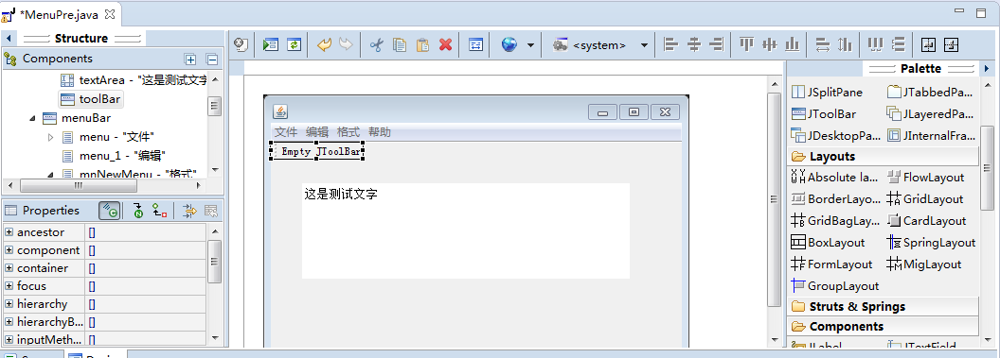 *MenuPre.java
Structure
Components
textArea - "这是测试文字
toolBar
menuBar
menu - "文件"
menu_1 - "编辑"
mnNewMenu - "格式"
Properties
ancestor []
component []
container []
focus []
hierarchy []
hierarchyB... []
inputMeth... []
<system>
文件 编辑 格式 帮助
Empty JToolBar
这是测试文字
Palette
JSplitPane JTabbedPa...
JToolBar JLayeredPa...
JDesktopPa... JInternalFra...
Layouts
Absolute la... FlowLayout
BorderLayo... GridLayout
GridBagLay... CardLayout
BoxLayout SpringLayout
FormLayout MigLayout
GroupLayout
Struts & Springs
Components
JLabel JTextField